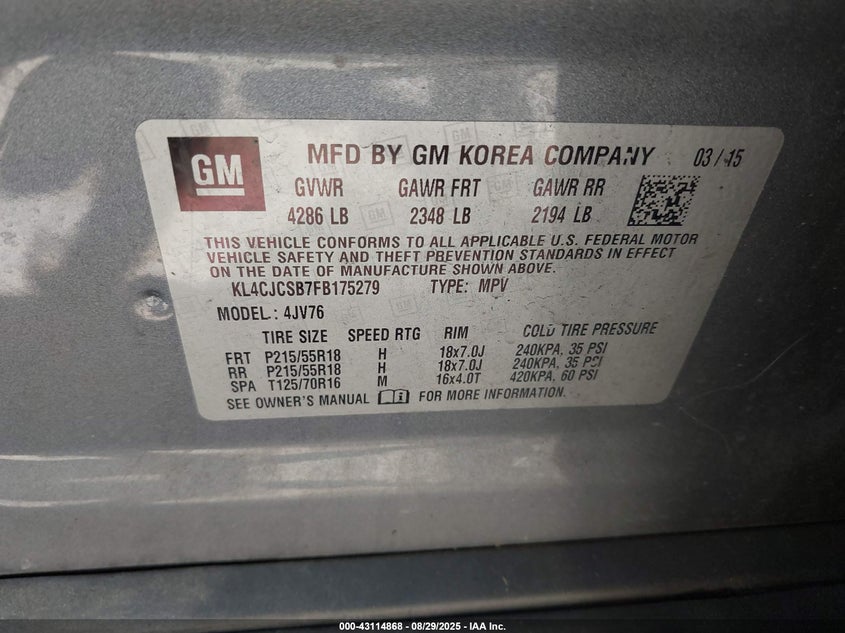 GM MFD BY GM KOREA COMPANY 03/15
GVWR GAWR FRT GAWR RR
4286 LB 2348 LB 2194 LB
THIS VEHICLE CONFORMS TO ALL APPLICABLE U.S. FEDERAL MOTOR
VEHICLE SAFETY AND THEFT PREVENTION STANDARDS IN EFFECT
ON THE DATE OF MANUFACTURE SHOWN ABOVE.
KL4CJCSB7FB175279 TYPE: MPV
MODEL: 4JV76
TIRE SIZE SPEED RTG RIM COLD TIRE PRESSURE
FRT P215/55R18 H 18x7.0J 240KPA, 35 PSI
RR P215/55R18 H 18x7.0J 240KPA, 35 PSI
SPA T125/70R16 M 16x4.0T 420KPA, 60 PSI
SEE OWNER'S MANUAL FOR MORE INFORMATION.
000-43114868 - 08/29/2025 - IAA Inc.